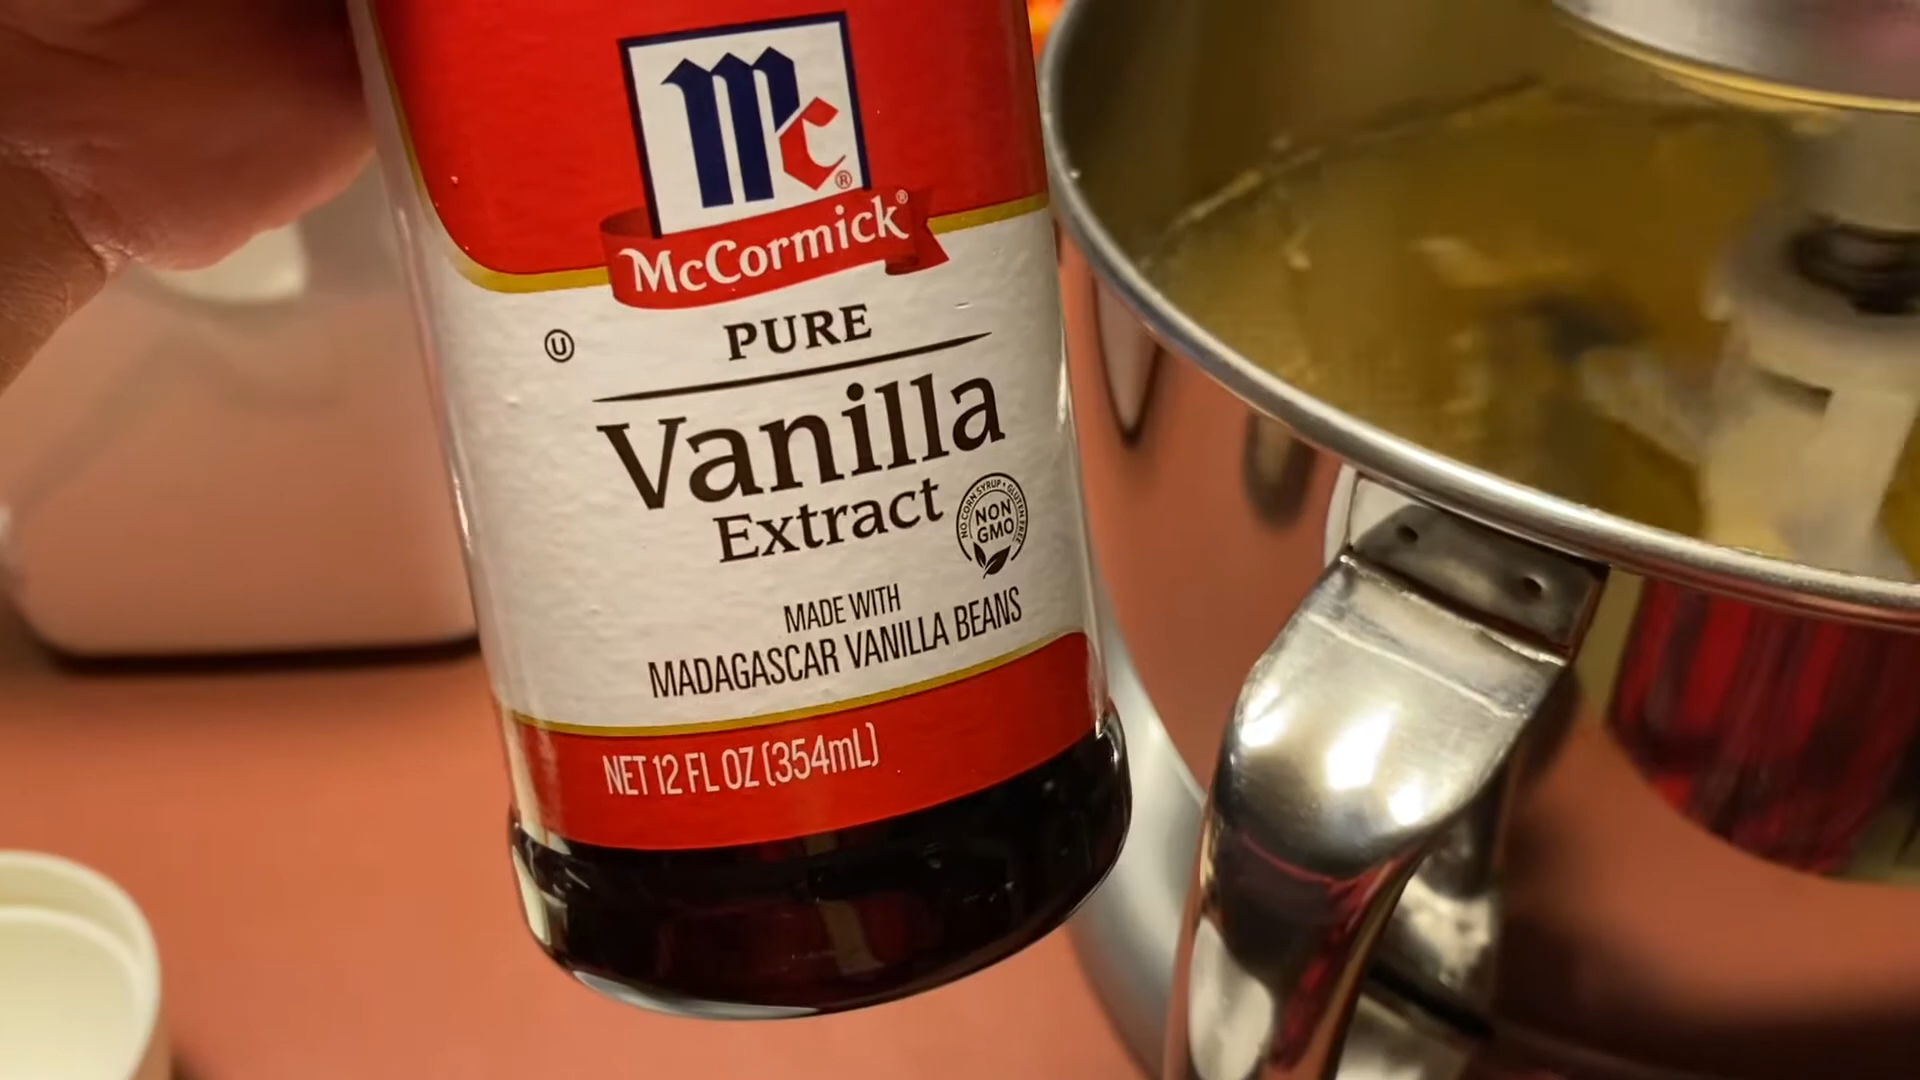 Mc®
McCormick®
PURE
U
Vanilla
Extract
NO CORN SYRUP • GLUTEN FREE
NON
GMO
MADE WITH
MADAGASCAR VANILLA BEANS
NET 12 FL OZ (354mL)